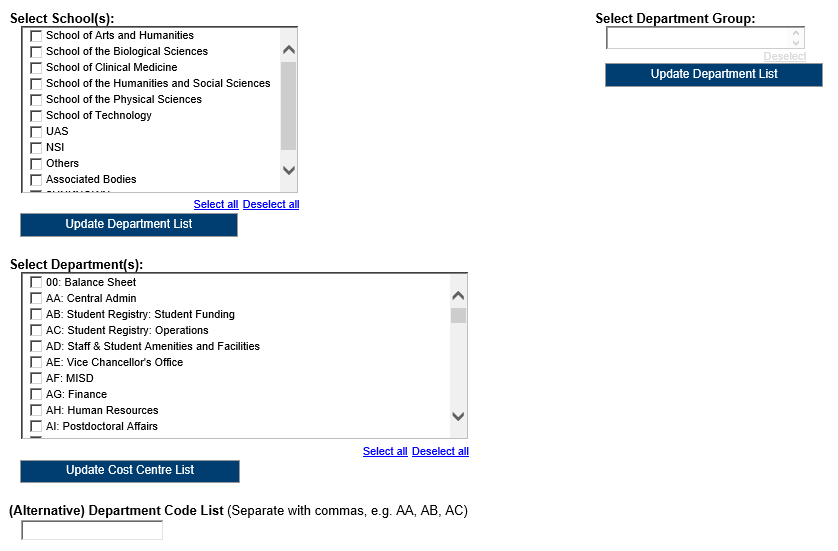 Select School(s):
School of Arts and Humanities
School of the Biological Sciences
School of Clinical Medicine
School of the Humanities and Social Sciences
School of the Physical Sciences
School of Technology
UAS
NSI
Others
Associated Bodies
Select all Deselect all
Update Department List
Select Department Group:
Deselect
Update Department List
Select Department(s):
00: Balance Sheet
AA: Central Admin
AB: Student Registry: Student Funding
AC: Student Registry: Operations
AD: Staff & Student Amenities and Facilities
AE: Vice Chancellor's Office
AF: MISD
AG: Finance
AH: Human Resources
AI: Postdoctoral Affairs
Select all Deselect all
Update Cost Centre List
(Alternative) Department Code List (Separate with commas, e.g. AA, AB, AC)